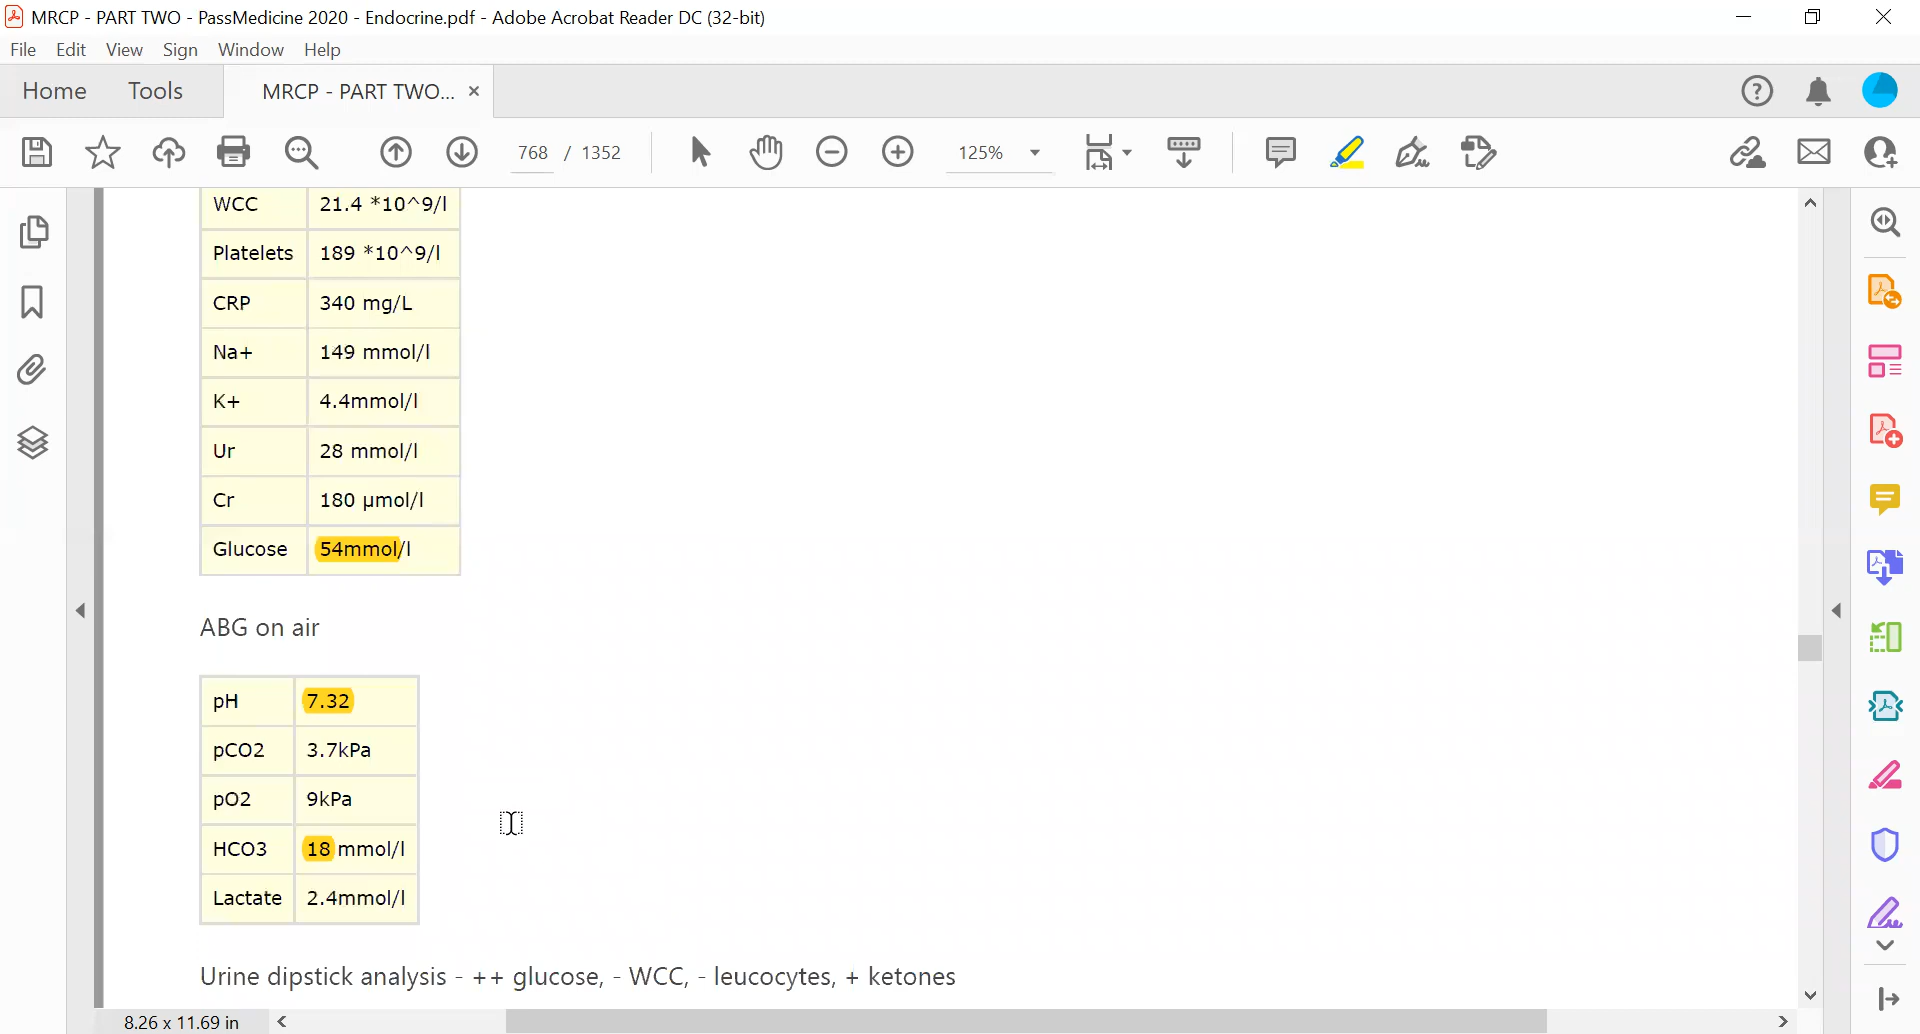 MRCP - PART TWO - PassMedicine 2020 - Endocrine.pdf - Adobe Acrobat Reader DC (32-bit)
File Edit View Sign Window Help
Home Tools MRCP - PART TWO... ×
768 / 1352 125%
WCC 21.4 *10^9/l
Platelets 189 *10^9/l
CRP 340 mg/L
Na+ 149 mmol/l
K+ 4.4mmol/l
Ur 28 mmol/l
Cr 180 µmol/l
Glucose 54mmol/l
ABG on air
pH 7.32
pCO2 3.7kPa
pO2 9kPa
HCO3 18 mmol/l
Lactate 2.4mmol/l
Urine dipstick analysis - ++ glucose, - WCC, - leucocytes, + ketones
8.26 x 11.69 in